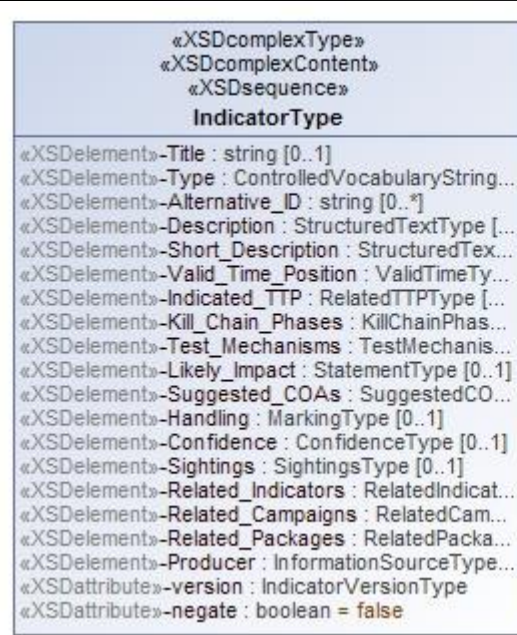 «XSDcomplexType»
«XSDcomplexContent»
«XSDsequence»
IndicatorType
«XSDelement»-Title : string [0..1]
«XSDelement»-Type : ControlledVocabularyString...
«XSDelement»-Alternative_ID : string [0..*]
«XSDelement»-Description : StructuredTextType [...
«XSDelement»-Short_Description : StructuredTex...
«XSDelement»-Valid_Time_Position : ValidTimeTy...
«XSDelement»-Indicated_TTP : RelatedTTPType [...
«XSDelement»-Kill_Chain_Phases : KillChainPhas...
«XSDelement»-Test_Mechanisms : TestMechanis...
«XSDelement»-Likely_Impact : StatementType [0..1]
«XSDelement»-Suggested_COAs : SuggestedCO...
«XSDelement»-Handling : MarkingType [0..1]
«XSDelement»-Confidence : ConfidenceType [0..1]
«XSDelement»-Sightings : SightingsType [0..1]
«XSDelement»-Related_Indicators : RelatedIndicat...
«XSDelement»-Related_Campaigns : RelatedCam...
«XSDelement»-Related_Packages : RelatedPacka...
«XSDelement»-Producer : InformationSourceType...
«XSDattribute»-version : IndicatorVersionType
«XSDattribute»-negate : boolean = false